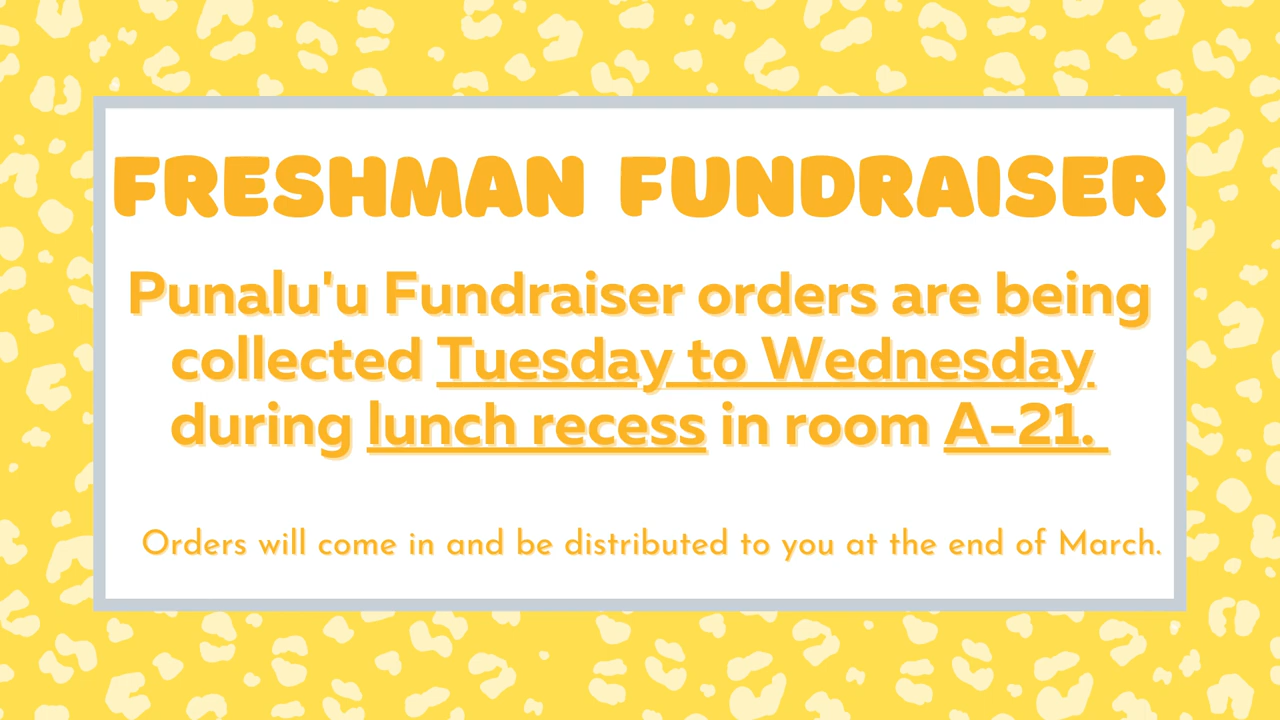 FRESHMAN FUNDRAISER
Punalu'u Fundraiser orders are being
collected Tuesday to Wednesday
during lunch recess in room A-21.
Orders will come in and be distributed to you at the end of March.